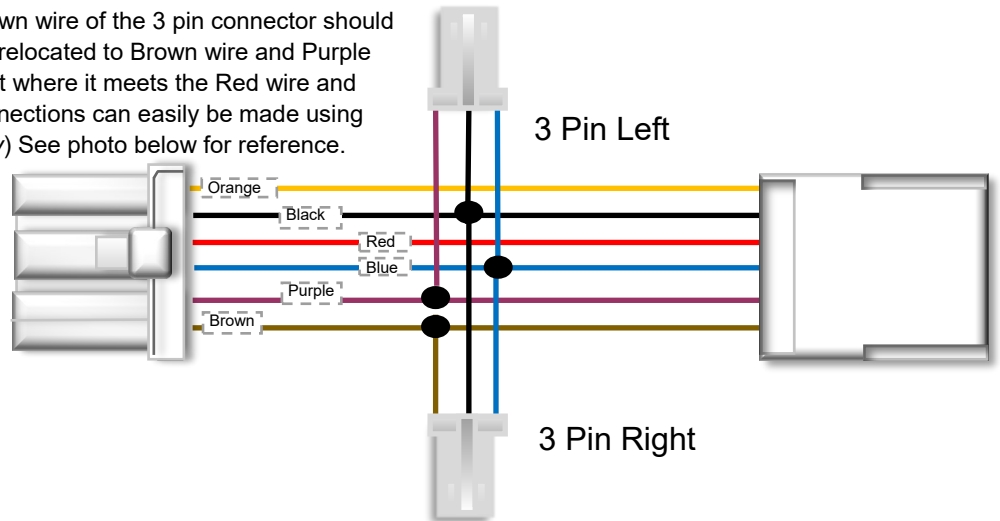 own wire of the 3 pin connector should
relocated to Brown wire and Purple
t where it meets the Red wire and
nections can easily be made using
) See photo below for reference.
3 Pin Left
Orange
Black
Red
Blue
Purple
Brown
3 Pin Right